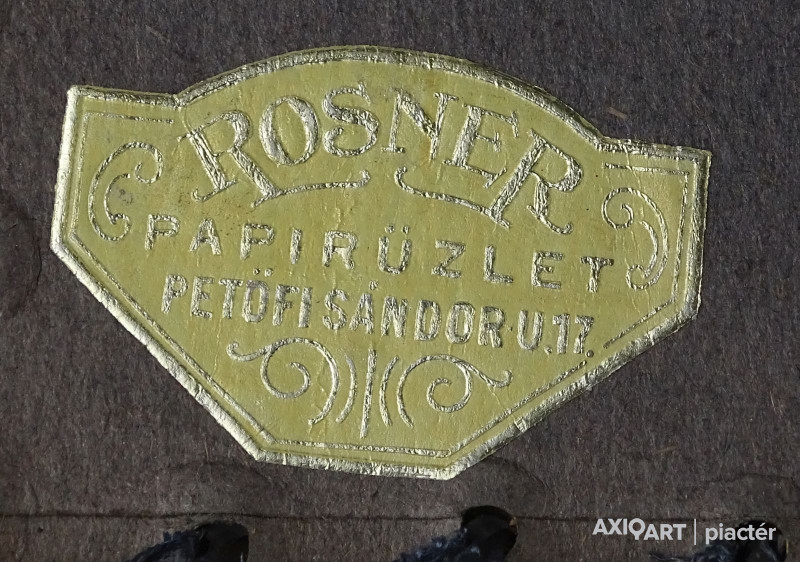 ROSNER
PAPIRÜZLET
PETŐFI SÁNDOR U.17.
AXIOART | piactér